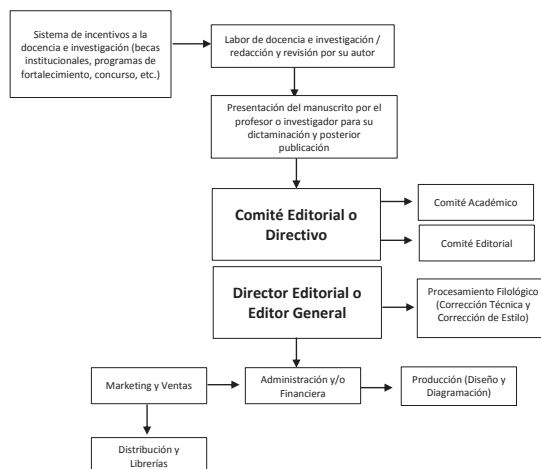 Sistema de incentivos a la
docencia e investigación (becas
institucionales, programas de
fortalecimiento, concurso, etc.)
Labor de docencia e investigación /
redacción y revisión por su autor
Presentación del manuscrito por el
profesor o investigador para su
dictaminación y posterior
publicación
Comité Editorial o
Directivo
Comité Académico
Comité Editorial
Director Editorial o
Editor General
Procesamiento Filológico
(Corrección Técnica y
Corrección de Estilo)
Marketing y Ventas
Administración y/o
Financiera
Producción (Diseño y
Diagramación)
Distribución y
Librerías